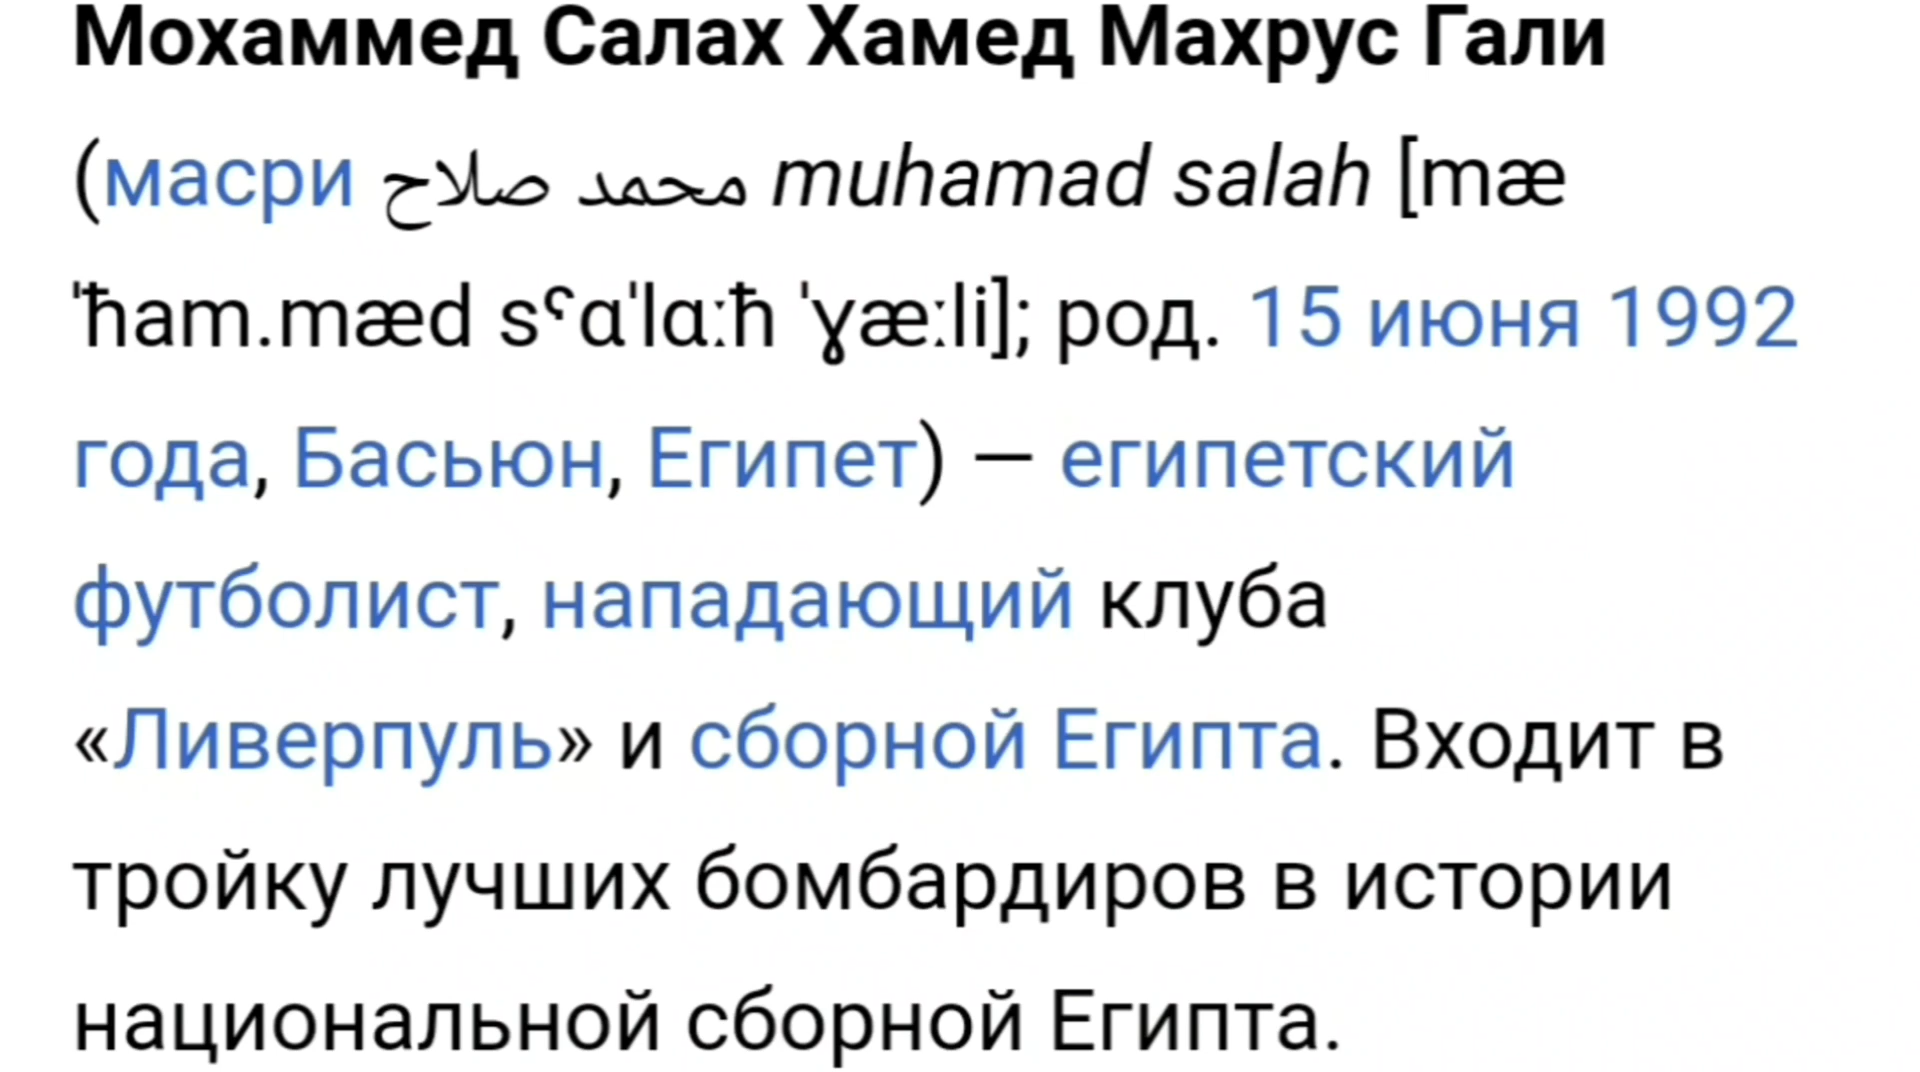 Мохаммед Салах Хамед Махрус Гали
(масри محمد صلاح muhamad salah [mæ
ˈħam.mæd sˤɑˈlɑːħ ˈɣæːli]; род. 15 июня 1992
года, Басьюн, Египет) — египетский
футболист, нападающий клуба
«Ливерпуль» и сборной Египта. Входит в
тройку лучших бомбардиров в истории
национальной сборной Египта.